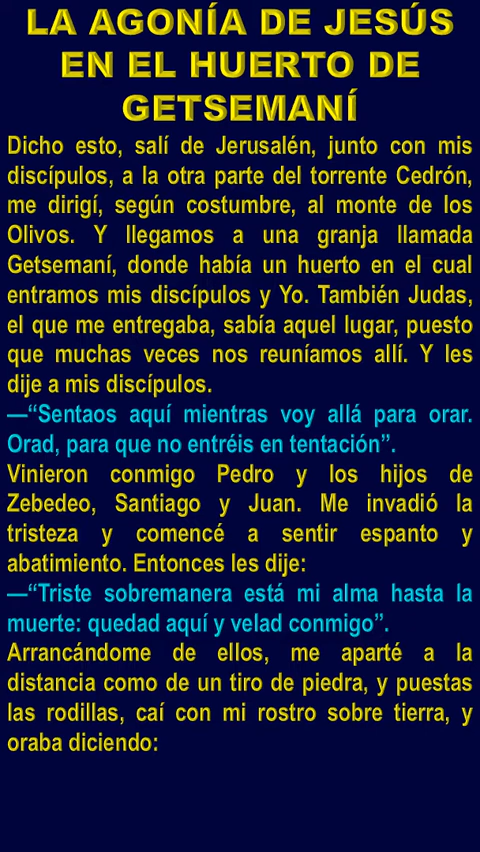 LA AGONÍA DE JESÚS
EN EL HUERTO DE
GETSEMANÍ
Dicho esto, salí de Jerusalén, junto con mis
discípulos, a la otra parte del torrente Cedrón,
me dirigí, según costumbre, al monte de los
Olivos. Y llegamos a una granja llamada
Getsemaní, donde había un huerto en el cual
entramos mis discípulos y Yo. También Judas,
el que me entregaba, sabía aquel lugar, puesto
que muchas veces nos reuníamos allí. Y les
dije a mis discípulos.
—“Sentaos aquí mientras voy allá para orar.
Orad, para que no entréis en tentación”.
Vinieron conmigo Pedro y los hijos de
Zebedeo, Santiago y Juan. Me invadió la
tristeza y comencé a sentir espanto y
abatimiento. Entonces les dije:
—“Triste sobremanera está mi alma hasta la
muerte: quedad aquí y velad conmigo”.
Arrancándome de ellos, me aparté a la
distancia como de un tiro de piedra, y puestas
las rodillas, caí con mi rostro sobre tierra, y
oraba diciendo: